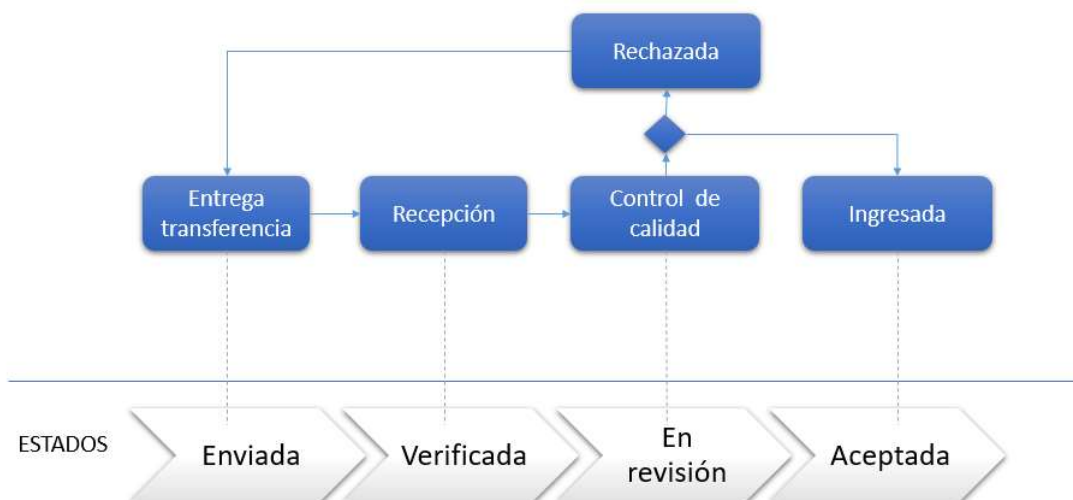 Rechazada
Entrega
transferencia
Recepción
Control de
calidad
Ingresada
ESTADOS
Enviada
Verificada
En
revisión
Aceptada